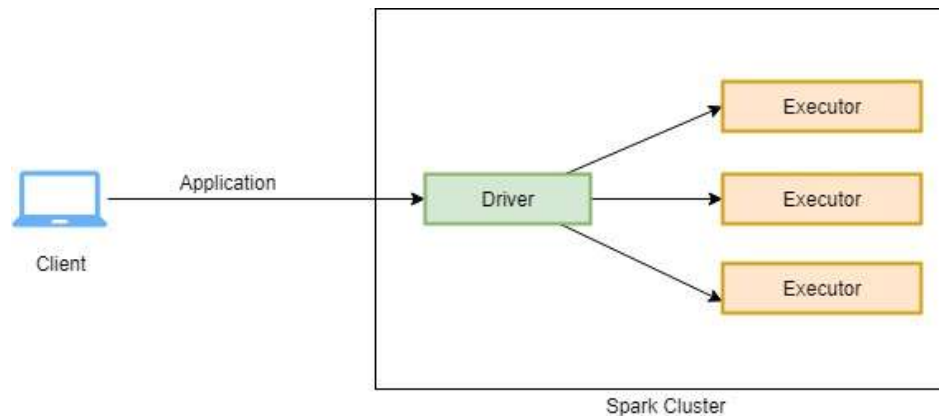 Executor
Application
Driver
Executor
Client
Executor
Spark Cluster